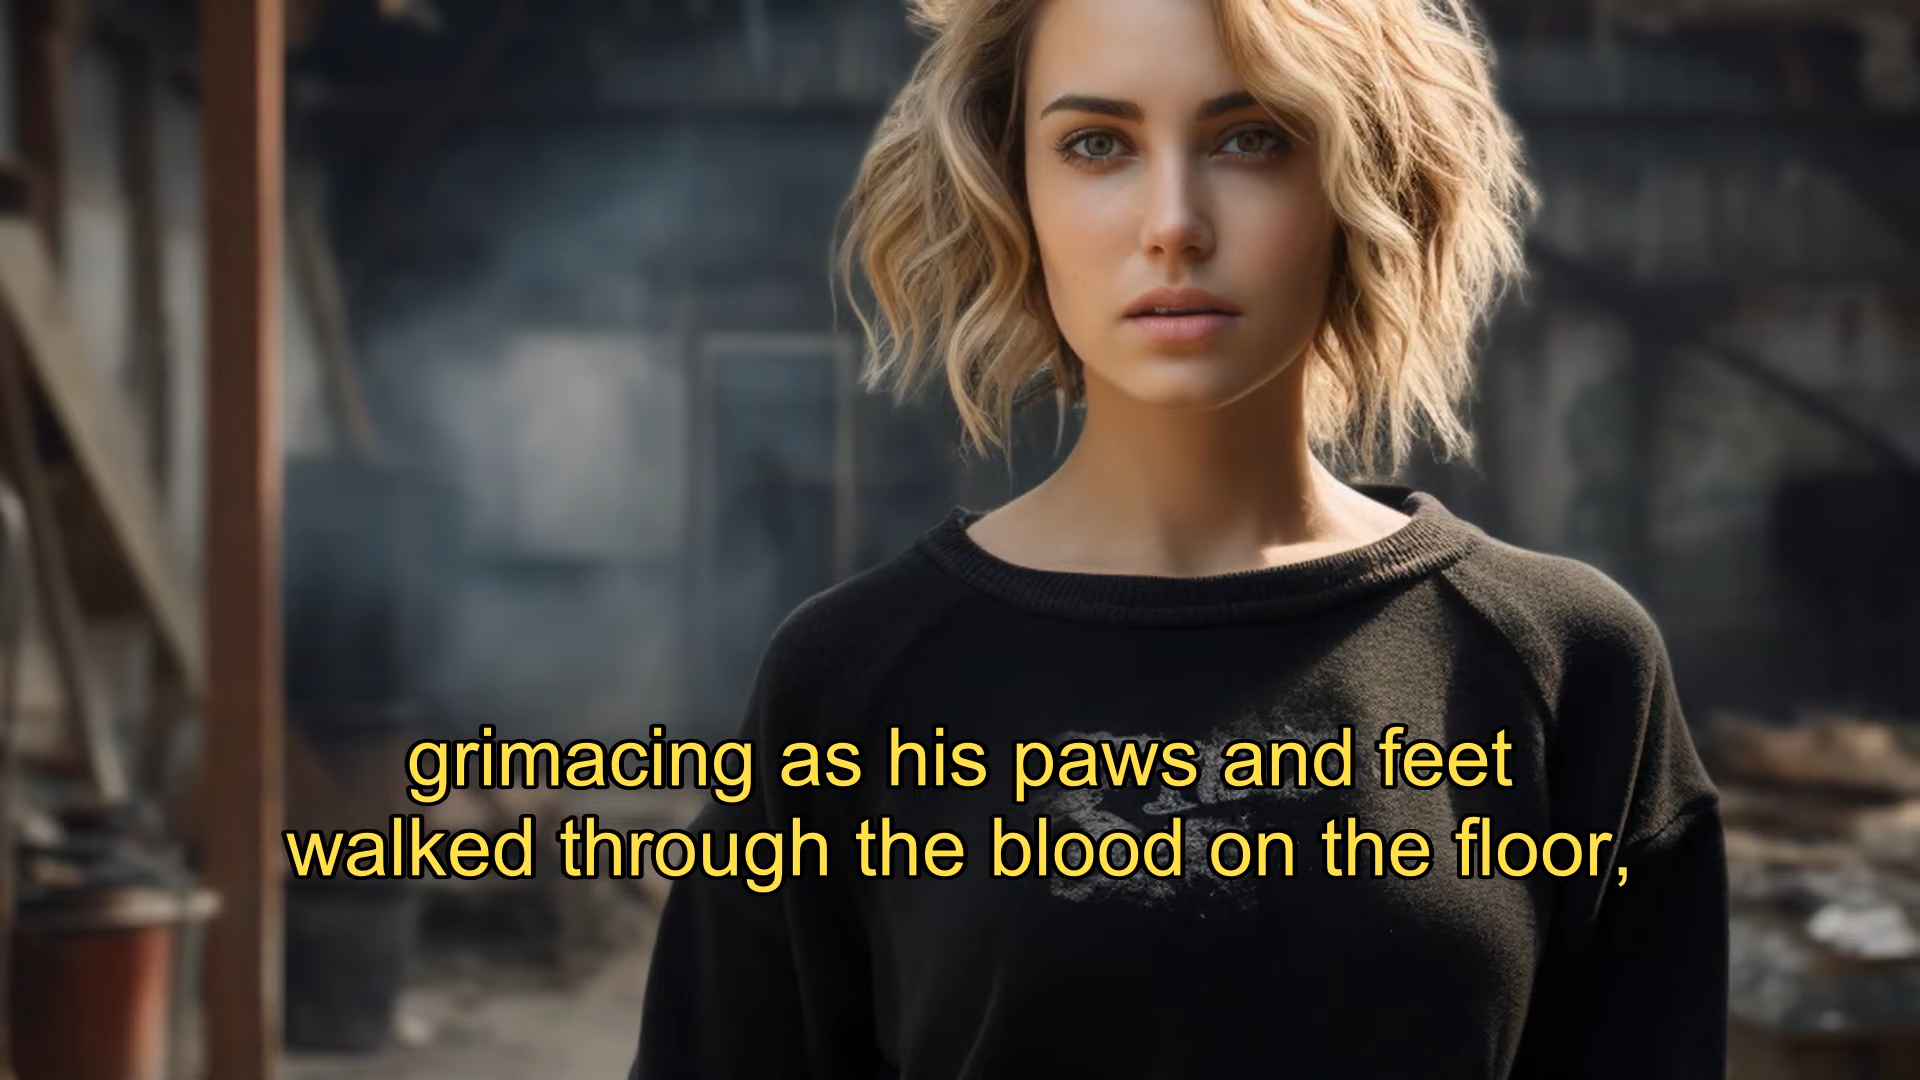 grimacing as his paws and feet
walked through the blood on the floor,